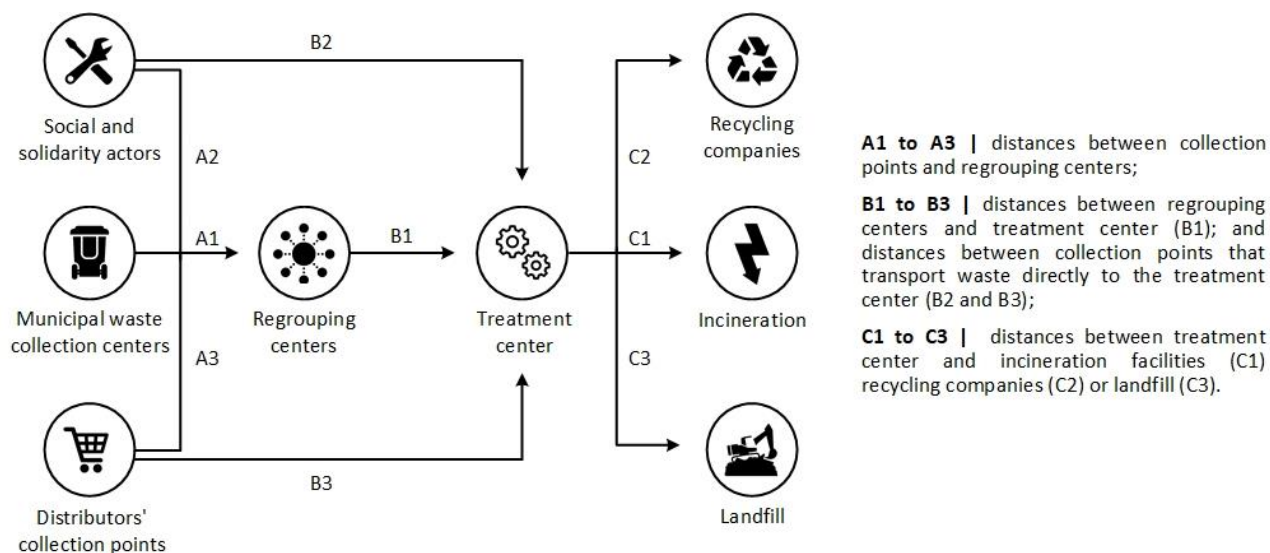 B2
Social and
solidarity actors
A2
C2
Recycling
companies
A1
B1
C1
Municipal waste
collection centers
Regrouping
centers
Treatment
center
Incineration
A3
C3
B3
Distributors'
collection points
Landfill
A1 to A3 | distances between collection
points and regrouping centers;
B1 to B3 | distances between regrouping
centers and treatment center (B1); and
distances between collection points that
transport waste directly to the treatment
center (B2 and B3);
C1 to C3 | distances between treatment
center and incineration facilities (C1)
recycling companies (C2) or landfill (C3).